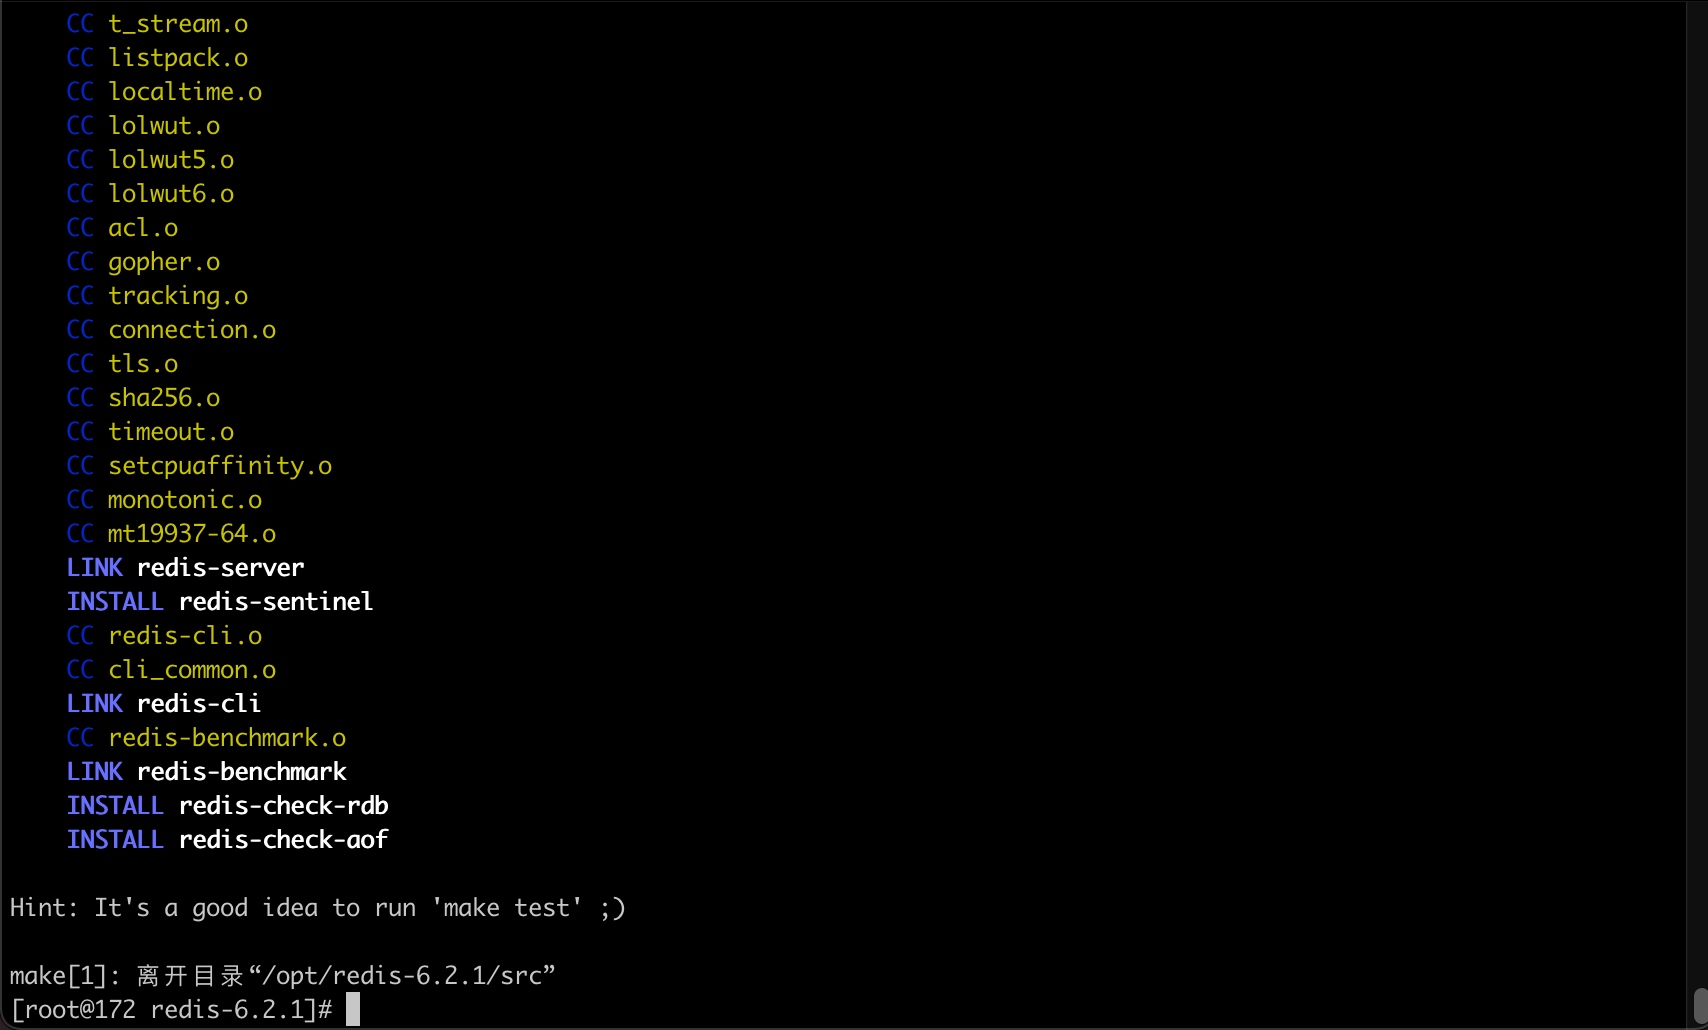 CC t_stream.o
CC listpack.o
CC localtime.o
CC lolwut.o
CC lolwut5.o
CC lolwut6.o
CC acl.o
CC gopher.o
CC tracking.o
CC connection.o
CC tls.o
CC sha256.o
CC timeout.o
CC setcpuaffinity.o
CC monotonic.o
CC mt19937-64.o
LINK redis-server
INSTALL redis-sentinel
CC redis-cli.o
CC cli_common.o
LINK redis-cli
CC redis-benchmark.o
LINK redis-benchmark
INSTALL redis-check-rdb
INSTALL redis-check-aof
Hint: It's a good idea to run 'make test' ;)
make[1]: 离开目录“/opt/redis-6.2.1/src”
[root@172 redis-6.2.1]#